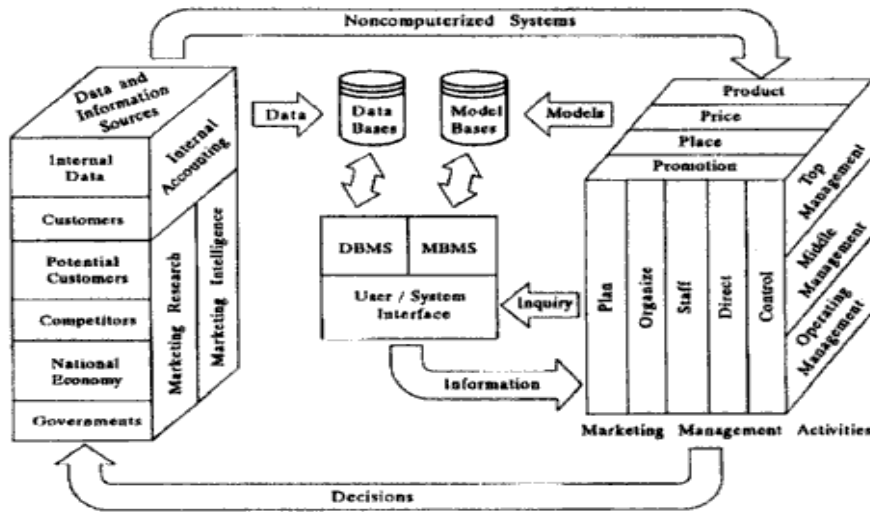 Noncomputerized Systems
Data and
Information
Sources
Internal
Accounting
Internal
Data
Customers
Potential
Customers
Competitors
National
Economy
Governments
Marketing Research
Marketing Intelligence
Data
Data
Bases
Model
Bases
Models
DBMS
MBMS
User / System
Interface
Inquiry
Information
Product
Price
Place
Promotion
Plan
Organize
Staff
Direct
Control
Top
Management
Middle
Management
Operating
Management
Marketing Management Activities
Decisions